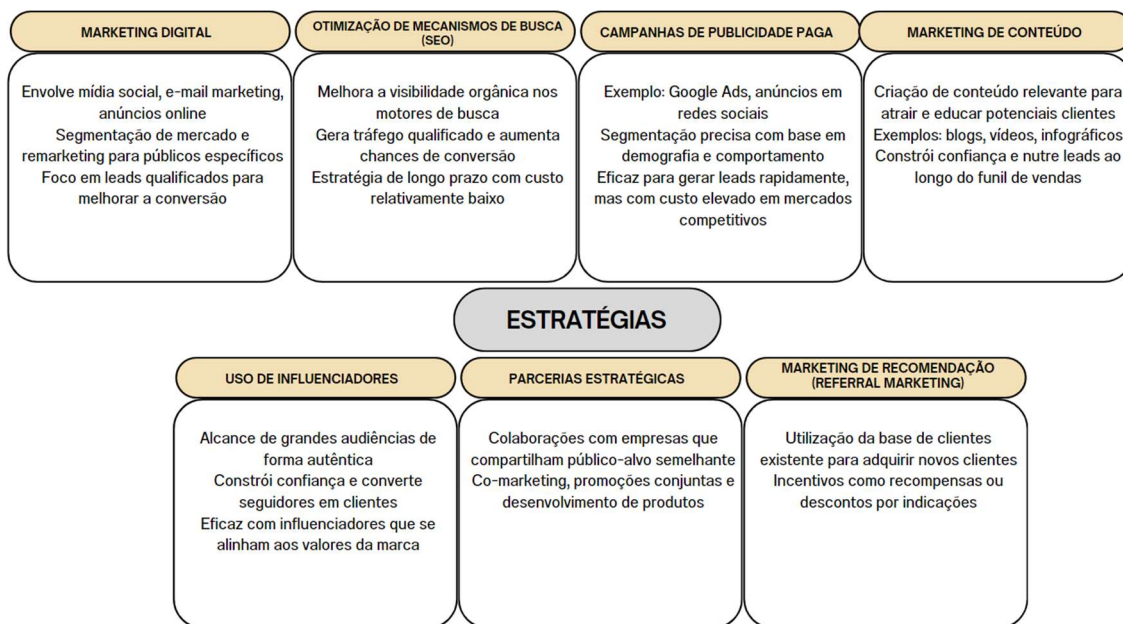 MARKETING DIGITAL
Envolve mídia social, e-mail marketing,
anúncios online
Segmentação de mercado e
remarketing para públicos específicos
Foco em leads qualificados para
melhorar a conversão
OTIMIZAÇÃO DE MECANISMOS DE BUSCA
(SEO)
Melhora a visibilidade orgânica nos
motores de busca
Gera tráfego qualificado e aumenta
chances de conversão
Estratégia de longo prazo com custo
relativamente baixo
CAMPANHAS DE PUBLICIDADE PAGA
Exemplo: Google Ads, anúncios em
redes sociais
Segmentação precisa com base em
demografia e comportamento
Eficaz para gerar leads rapidamente,
mas com custo elevado em mercados
competitivos
MARKETING DE CONTEÚDO
Criação de conteúdo relevante para
atrair e educar potenciais clientes
Exemplos: blogs, vídeos, infográficos
Constrói confiança e nutre leads ao
longo do funil de vendas
ESTRATÉGIAS
USO DE INFLUENCIADORES
Alcance de grandes audiências de
forma autêntica
Constrói confiança e converte
seguidores em clientes
Eficaz com influenciadores que se
alinham aos valores da marca
PARCERIAS ESTRATÉGICAS
Colaborações com empresas que
compartilham público-alvo semelhante
Co-marketing, promoções conjuntas e
desenvolvimento de produtos
MARKETING DE RECOMENDAÇÃO
(REFERRAL MARKETING)
Utilização da base de clientes
existente para adquirir novos clientes
Incentivos como recompensas ou
descontos por indicações